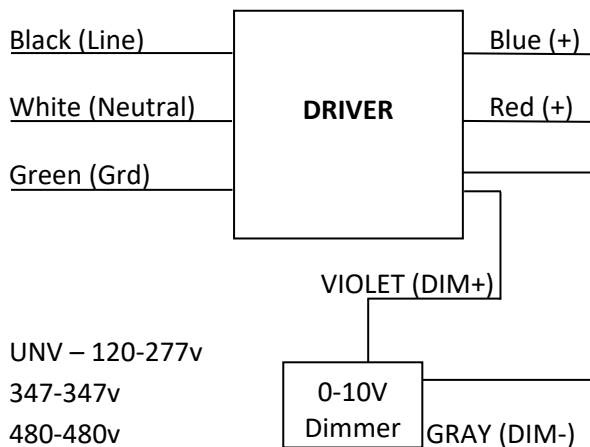 Black (Line)
Blue (+)
White (Neutral)
DRIVER
Red (+)
Green (Grd)
VIOLET (DIM+)
UNV – 120-277v
347-347v
480-480v
0-10V
Dimmer
GRAY (DIM-)